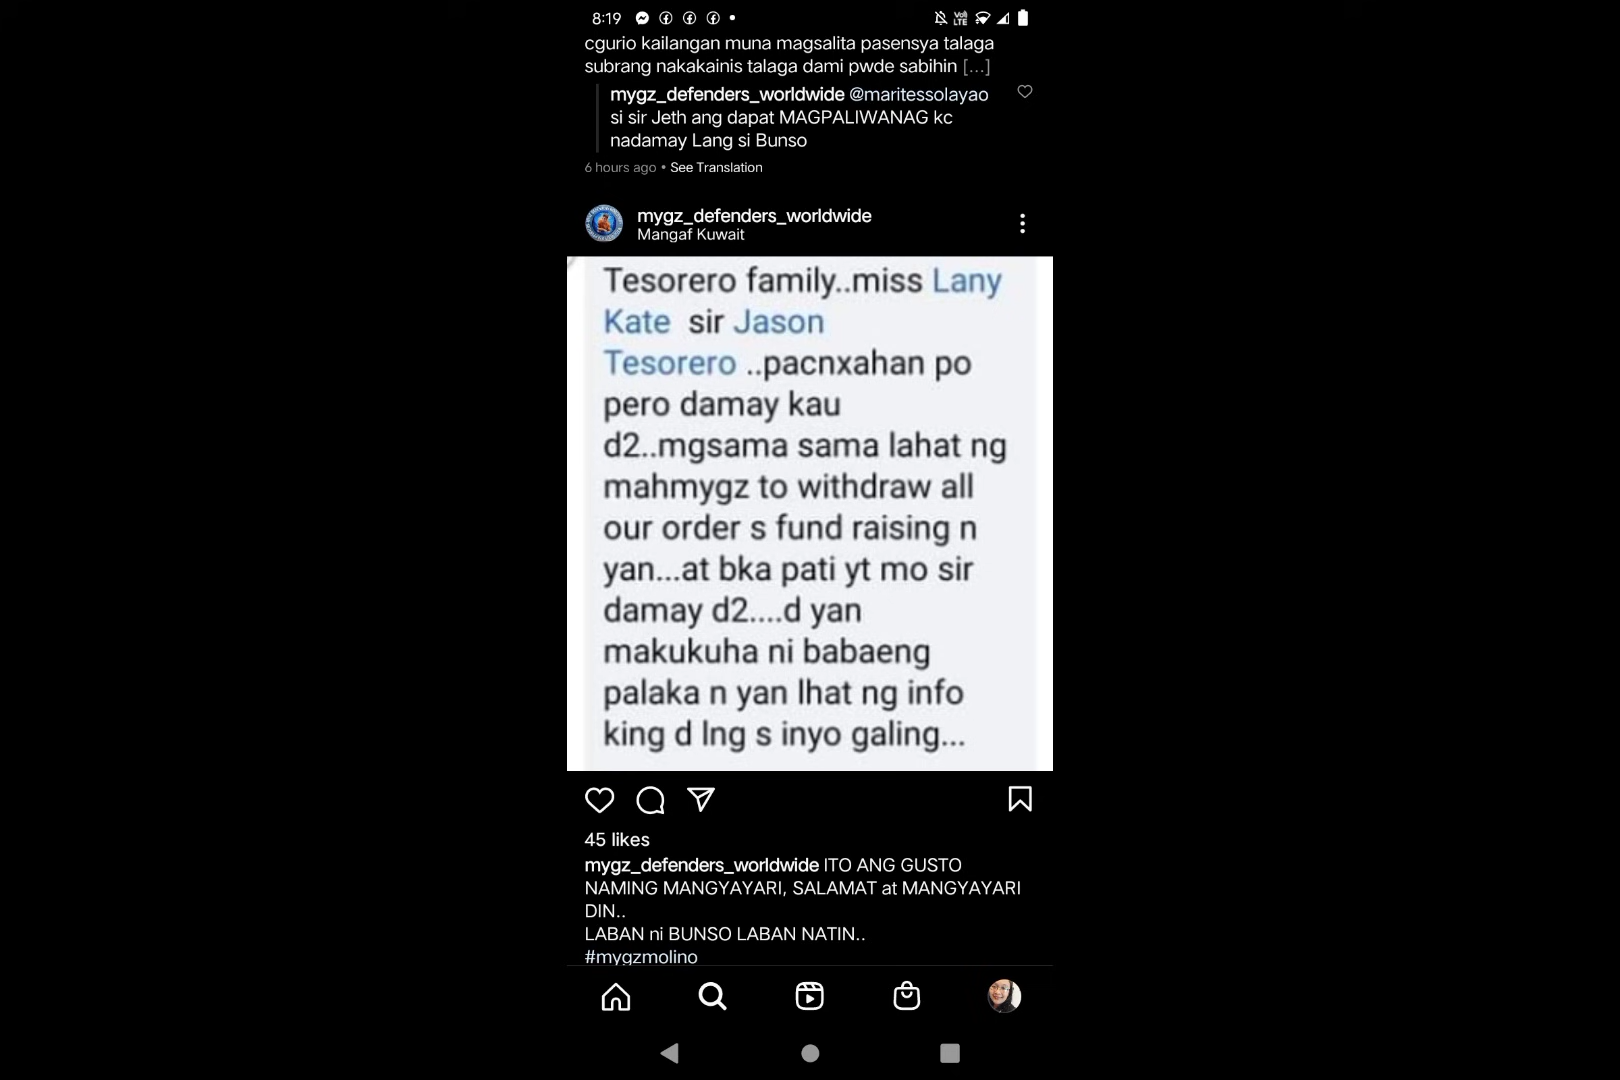 8:19
VoI
LTE
cgurio kailangan muna magsalita pasensya talaga
subrang nakakainis talaga dami pwde sabihin [...]
mygz_defenders_worldwide @maritessolayao
si sir Jeth ang dapat MAGPALIWANAG kc
nadamay Lang si Bunso
6 hours ago • See Translation
mygz_defenders_worldwide
Mangaf Kuwait
Tesorero family..miss Lany
Kate sir Jason
Tesorero ..pacnxahan po
pero damay kau
d2..mgsama sama lahat ng
mahmygz to withdraw all
our order s fund raising n
yan...at bka pati yt mo sir
damay d2....d yan
makukuha ni babaeng
palaka n yan lhat ng info
king d lng s inyo galing...
45 likes
mygz_defenders_worldwide ITO ANG GUSTO
NAMING MANGYAYARI, SALAMAT at MANGYAYARI
DIN..
LABAN ni BUNSO LABAN NATIN..
#mygzmolino